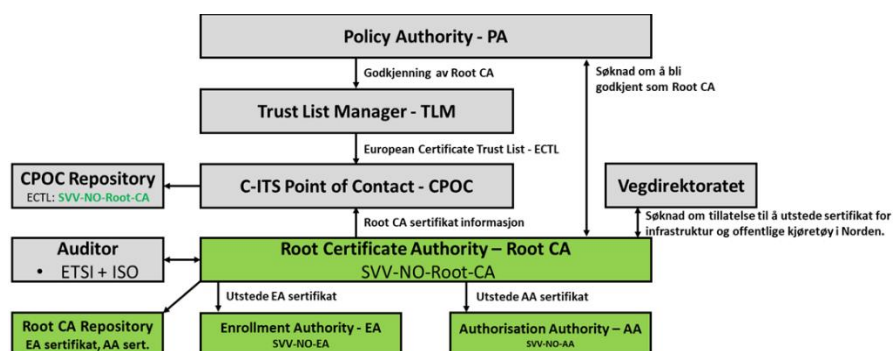 Policy Authority - PA
Godkjenning av Root CA
Søknad om å bli
godkjent som Root CA
Trust List Manager - TLM
European Certificate Trust List - ECTL
CPOC Repository
ECTL: SVV-NO-Root-CA
C-ITS Point of Contact - CPOC
Vegdirektoratet
Root CA sertifikat informasjon
Søknad om tillatelse til å utstede sertifikat for
infrastruktur og offentlige kjøretøy i Norden.
Auditor
• ETSI + ISO
Root Certificate Authority – Root CA
SVV-NO-Root-CA
Utstede EA sertifikat
Utstede AA sertifikat
Root CA Repository
EA sertifikat, AA sert.
Enrollment Authority - EA
SVV-NO-EA
Authorisation Authority – AA
SVV-NO-AA